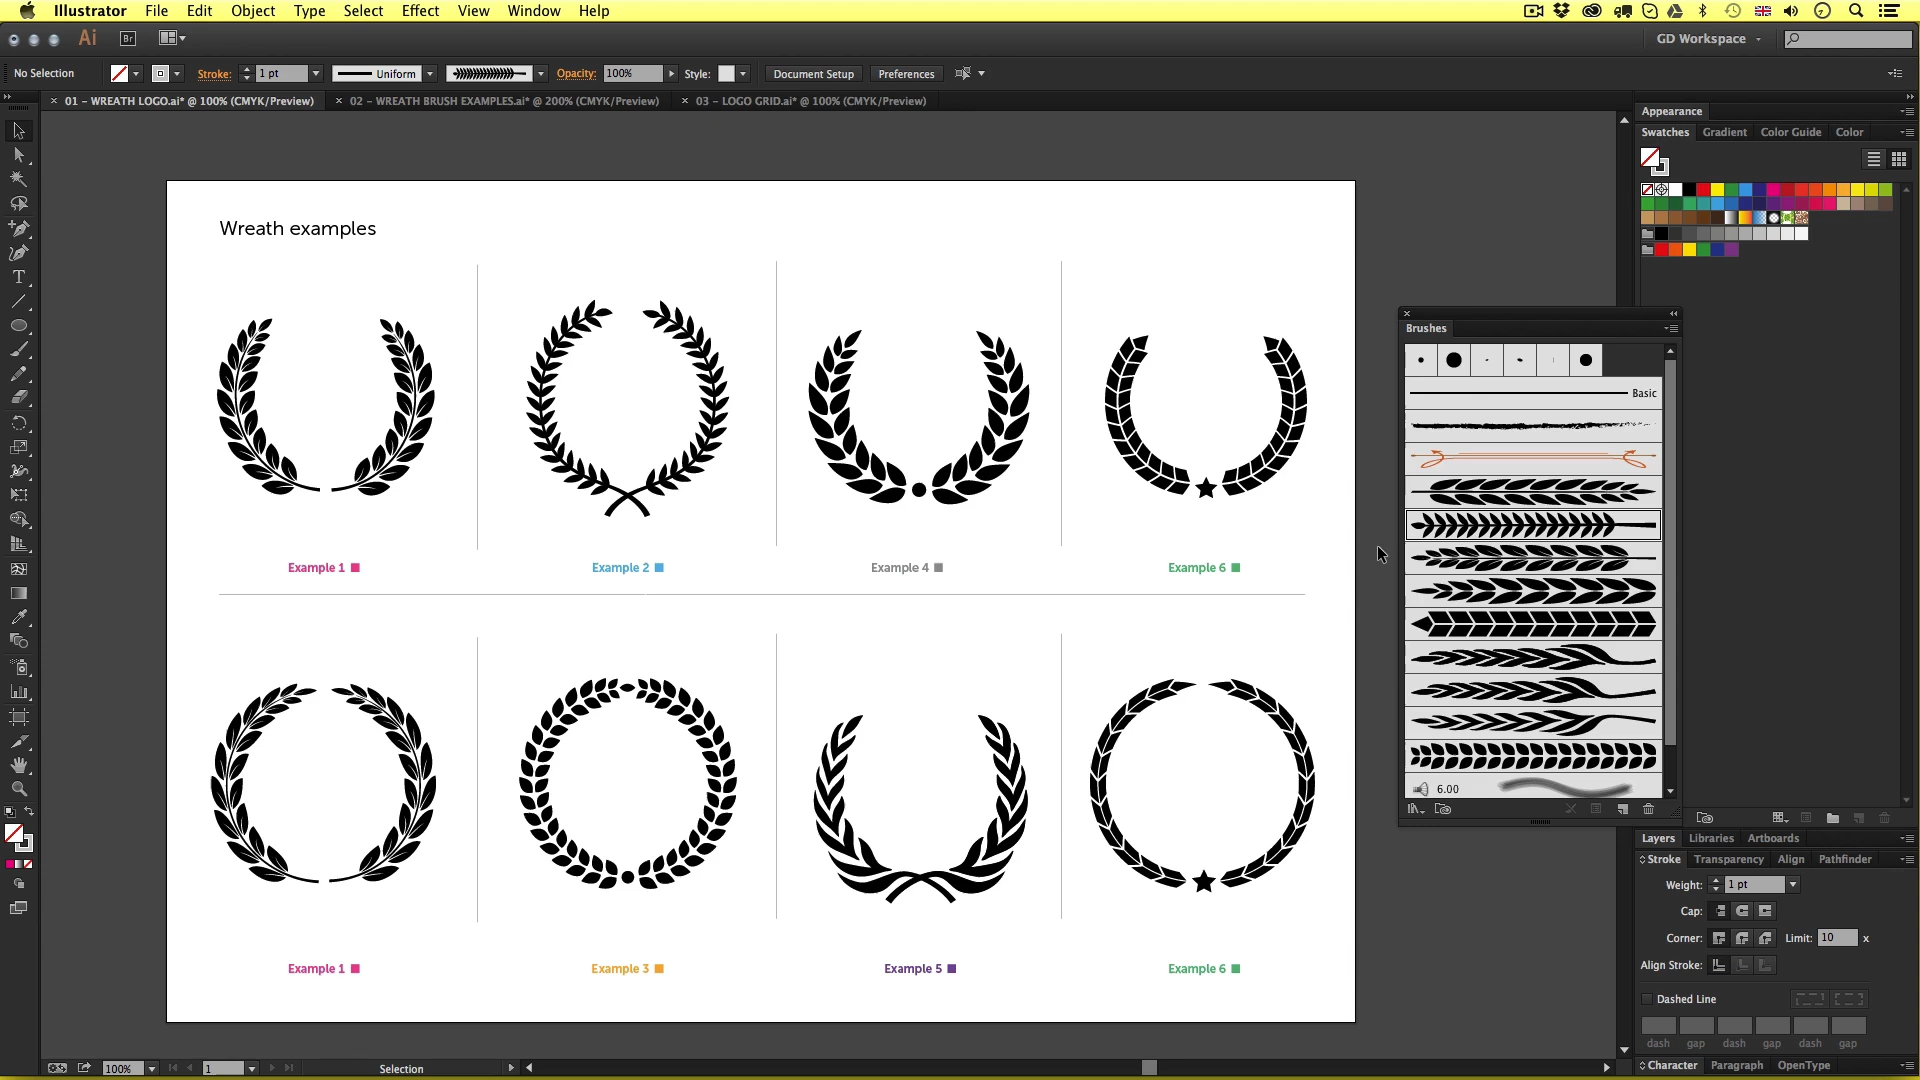 Illustrator File Edit Object Type Select Effect View Window Help
Ai Br GD Workspace
No Selection Stroke: 1 pt Uniform Opacity: 100% Style: Document Setup Preferences
01 – WREATH LOGO.ai* @ 100% (CMYK/Preview) 02 – WREATH BRUSH EXAMPLES.ai* @ 200% (CMYK/Preview) 03 – LOGO GRID.ai* @ 100% (CMYK/Preview)
Appearance
Swatches Gradient Color Guide Color
Wreath examples
Brushes
Basic
Example 1 Example 2 Example 4 Example 6
6.00
Layers Libraries Artboards
Stroke Transparency Align Pathfinder
Weight: 1 pt
Cap:
Corner: Limit: 10 x
Align Stroke:
Example 1 Example 3 Example 5 Example 6
Dashed Line
dash gap dash gap dash gap
100% 1 Selection
Character Paragraph OpenType